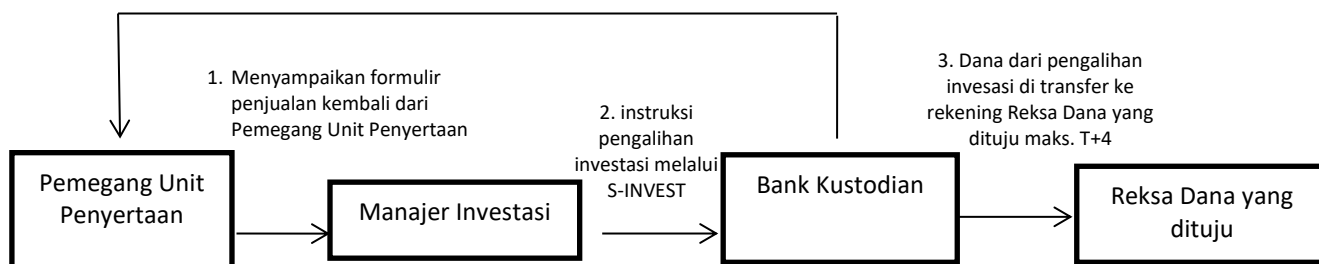 1. Menyampaikan formulir
penjualan kembali dari
Pemegang Unit Penyertaan
2. instruksi
pengalihan
investasi melalui
S-INVEST
3. Dana dari pengalihan
invesasi di transfer ke
rekening Reksa Dana yang
dituju maks. T+4
Pemegang Unit
Penyertaan
Manajer Investasi
Bank Kustodian
Reksa Dana yang
dituju